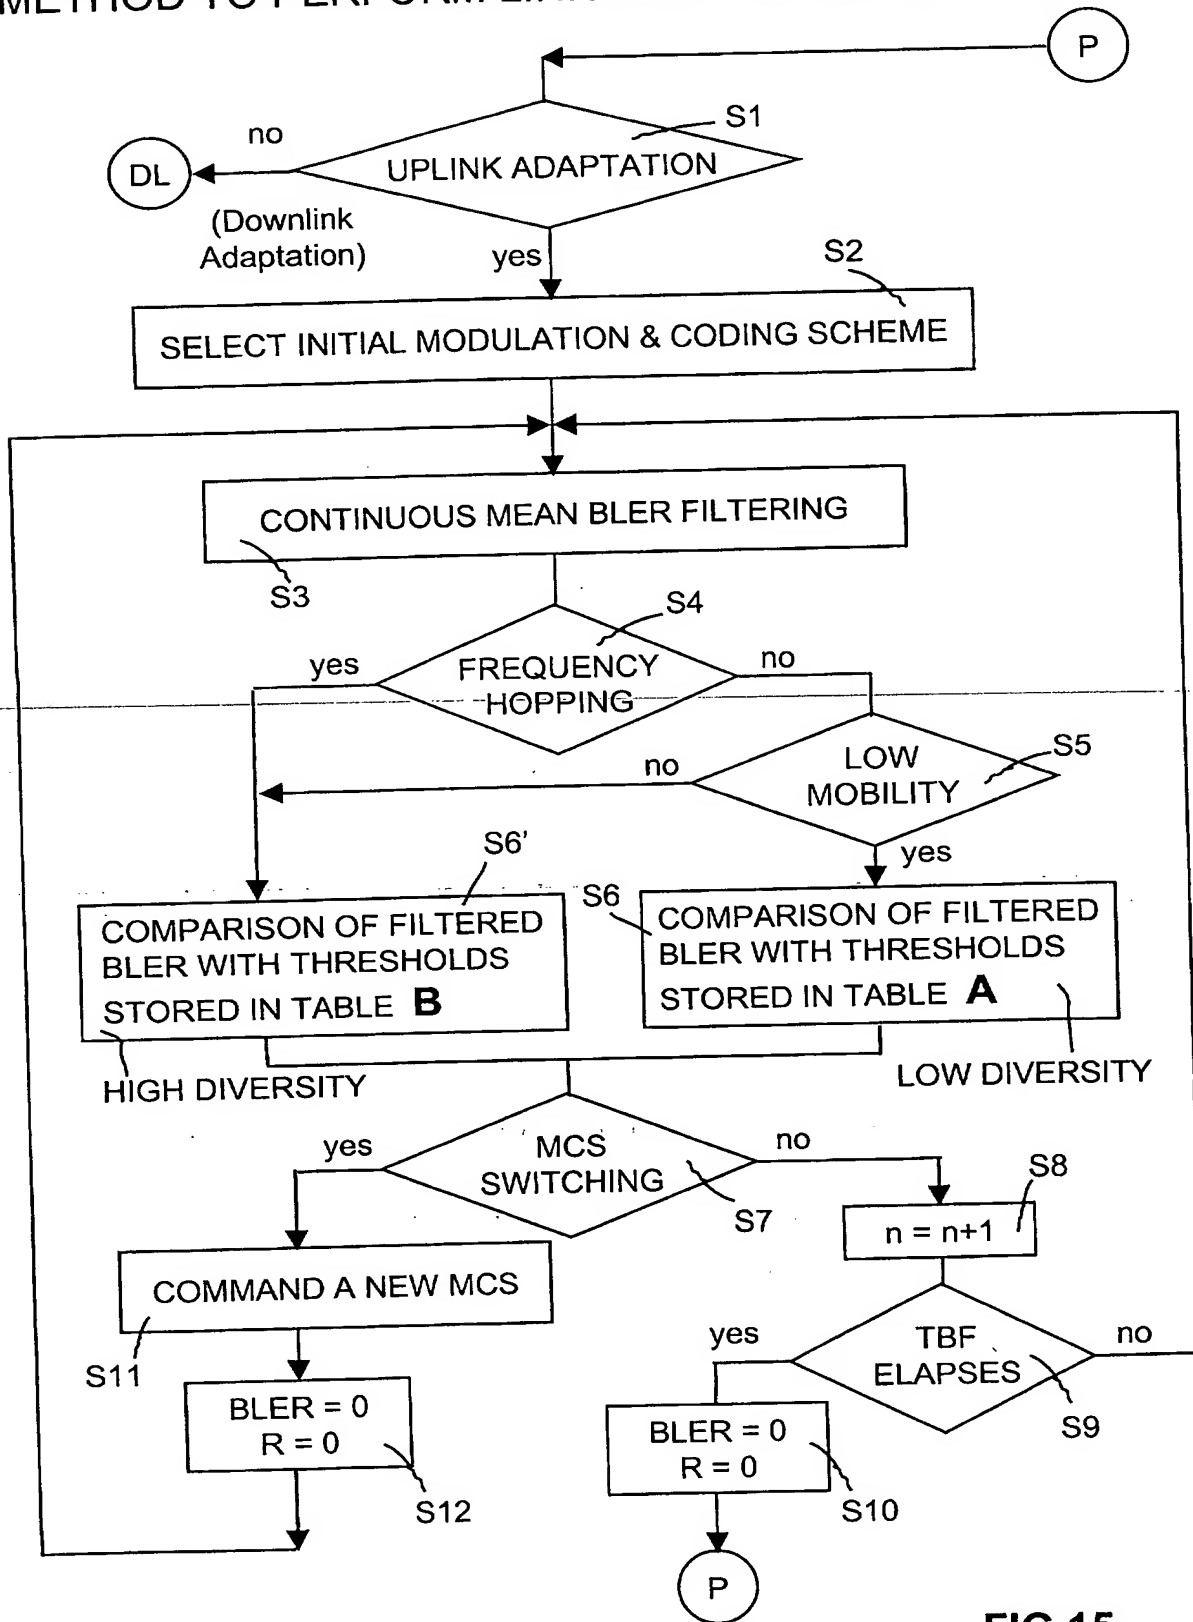 METHOD TO PERFORM LINK
P
S1
no
UPLINK ADAPTATION
DL
(Downlink
Adaptation)
yes
S2
SELECT INITIAL MODULATION & CODING SCHEME
CONTINUOUS MEAN BLER FILTERING
S3
S4
yes
FREQUENCY
HOPPING
no
LOW
MOBILITY
S5
no
yes
S6'
S6
COMPARISON OF FILTERED
BLER WITH THRESHOLDS
STORED IN TABLE B
COMPARISON OF FILTERED
BLER WITH THRESHOLDS
STORED IN TABLE A
HIGH DIVERSITY
LOW DIVERSITY
yes
MCS
SWITCHING
no
S7
S8
n = n+1
COMMAND A NEW MCS
S11
yes
TBF
ELAPSES
no
S9
BLER = 0
R = 0
S12
BLER = 0
R = 0
S10
P